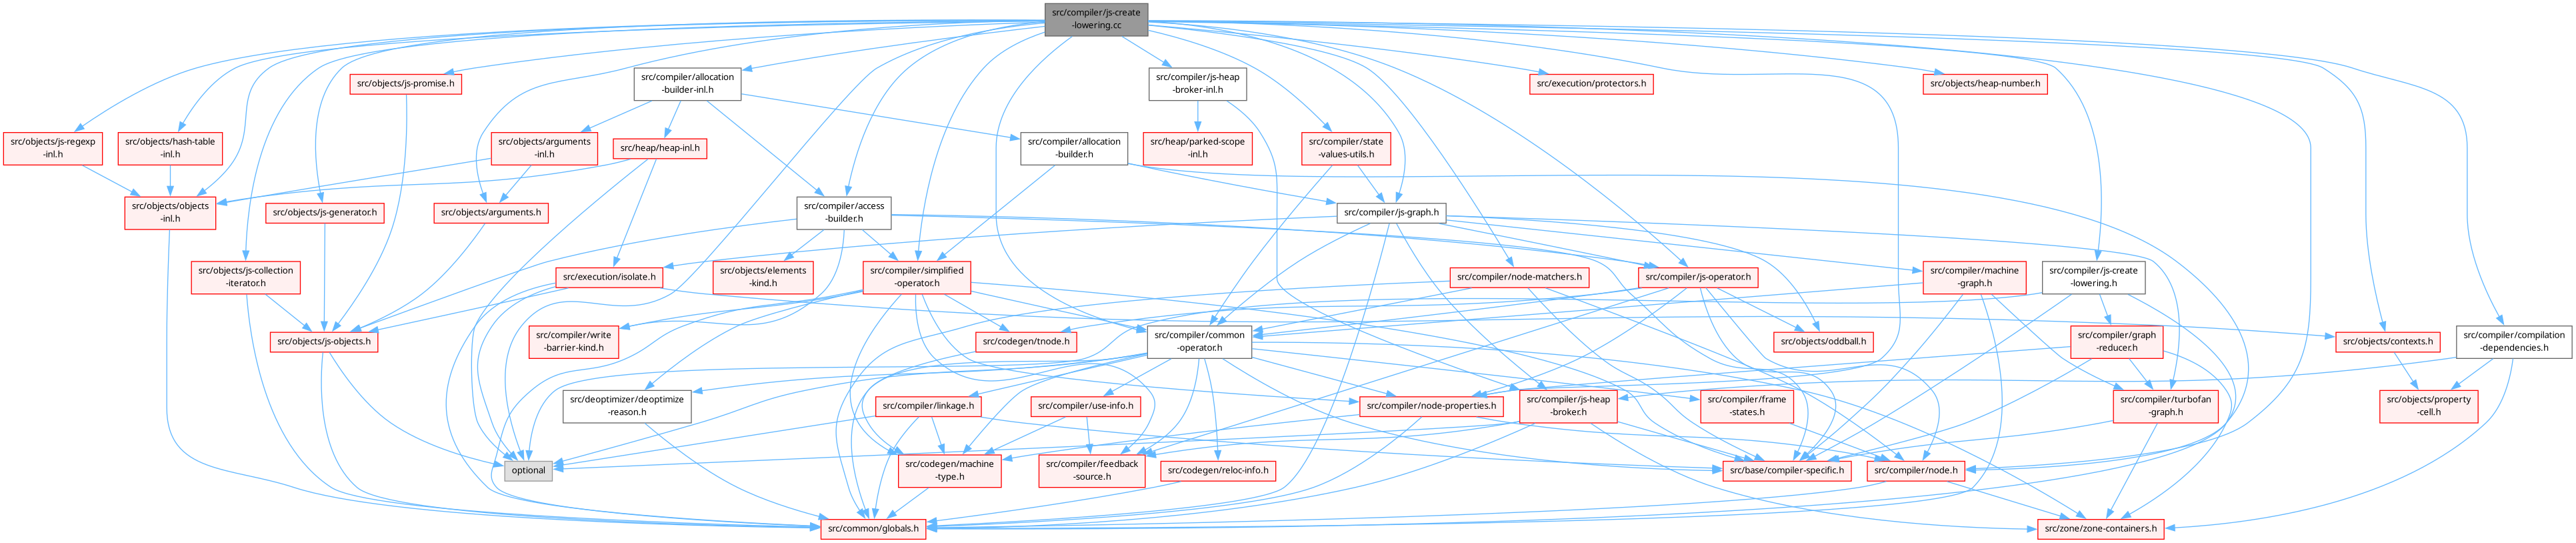 src/compiler/js-create
-lowering.cc
src/objects/js-promise.h
src/compiler/allocation
-builder-inl.h
src/compiler/js-heap
-broker-inl.h
src/execution/protectors.h
src/objects/heap-number.h
src/objects/js-regexp
-inl.h
src/objects/hash-table
-inl.h
src/objects/arguments
-inl.h
src/heap/heap-inl.h
src/compiler/allocation
-builder.h
src/heap/parked-scope
-inl.h
src/compiler/state
-values-utils.h
src/objects/objects
-inl.h
src/objects/js-generator.h
src/objects/arguments.h
src/compiler/access
-builder.h
src/compiler/js-graph.h
src/objects/js-collection
-iterator.h
src/execution/isolate.h
src/objects/elements
-kind.h
src/compiler/simplified
-operator.h
src/compiler/node-matchers.h
src/compiler/js-operator.h
src/compiler/machine
-graph.h
src/compiler/js-create
-lowering.h
src/objects/js-objects.h
src/compiler/write
-barrier-kind.h
src/codegen/tnode.h
src/compiler/common
-operator.h
src/objects/oddball.h
src/compiler/graph
-reducer.h
src/objects/contexts.h
src/compiler/compilation
-dependencies.h
src/deoptimizer/deoptimize
-reason.h
src/compiler/linkage.h
src/compiler/use-info.h
src/compiler/node-properties.h
src/compiler/js-heap
-broker.h
src/compiler/frame
-states.h
src/compiler/turbofan
-graph.h
src/objects/property
-cell.h
optional
src/codegen/machine
-type.h
src/compiler/feedback
-source.h
src/codegen/reloc-info.h
src/base/compiler-specific.h
src/compiler/node.h
src/common/globals.h
src/zone/zone-containers.h